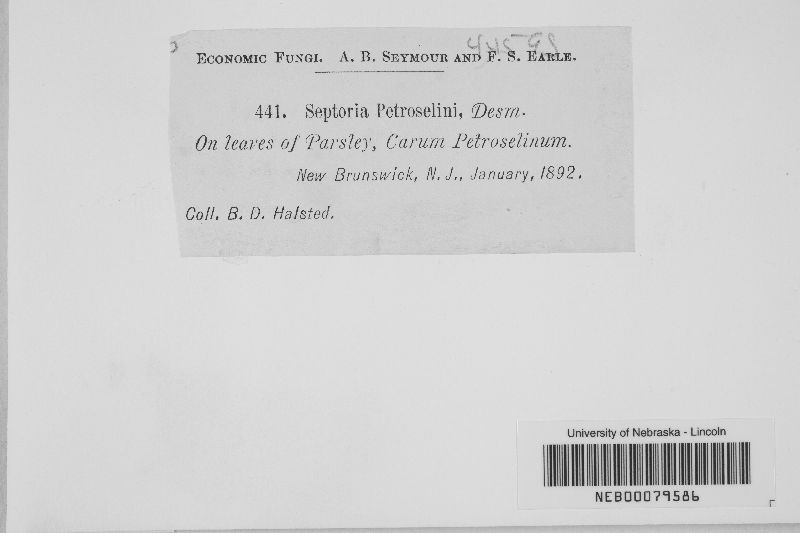 ECONOMIC FUNGI. A. B. SEYMOUR AND F. S. EARLE.
441. Septoria Petroselini, Desm.
On leaves of Parsley, Carum Petroselinum.
New Brunswick, N. J., January, 1892.
Coll. B. D. Halsted.
University of Nebraska - Lincoln
NEB00079586